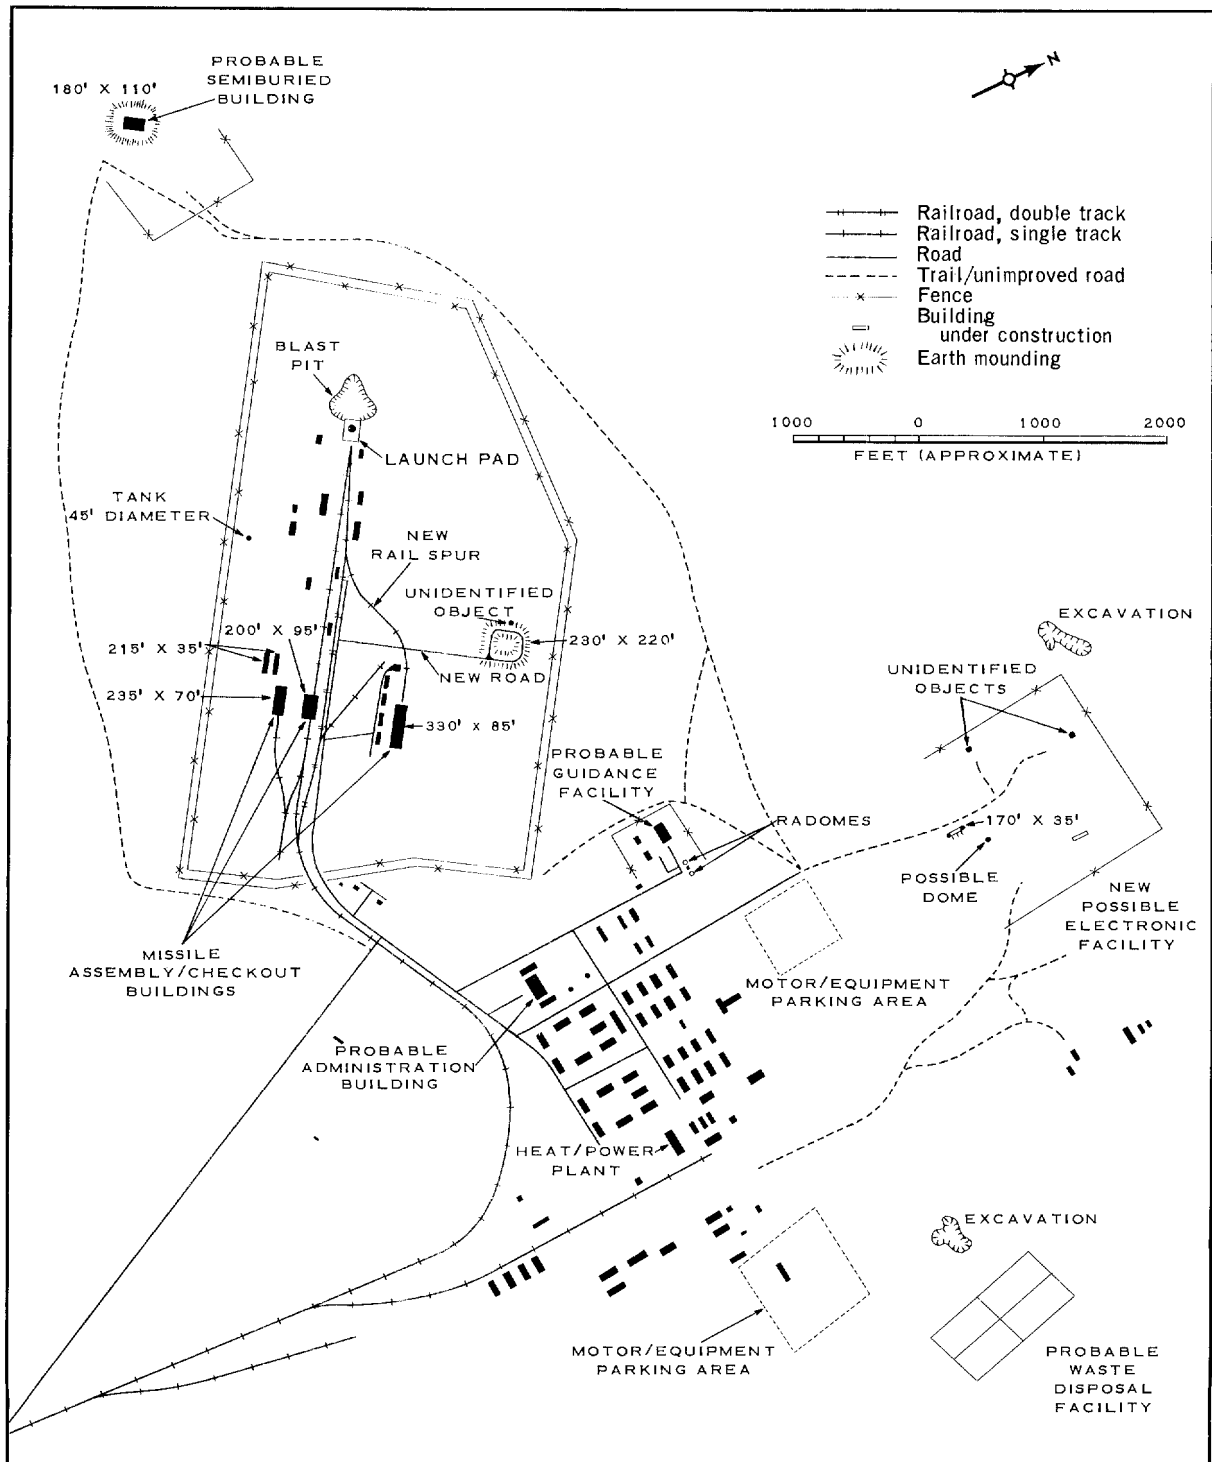 PROBABLE
SEMIBURIED
BUILDING
180' X 110'
N
Railroad, double track
Railroad, single track
Road
Trail/unimproved road
Fence
Building
under construction
Earth mounding
1000
0
1000
2000
FEET (APPROXIMATE)
BLAST
PIT
LAUNCH PAD
TANK
45' DIAMETER
NEW
RAIL SPUR
UNIDENTIFIED
OBJECT
200' X 95'
230' X 220'
215' X 35'
NEW ROAD
235' X 70'
330' X 85'
EXCAVATION
UNIDENTIFIED
OBJECTS
PROBABLE
GUIDANCE
FACILITY
RADOMES
170' X 35'
POSSIBLE
DOME
NEW
POSSIBLE
ELECTRONIC
FACILITY
MISSILE
ASSEMBLY/CHECKOUT
BUILDINGS
MOTOR/EQUIPMENT
PARKING AREA
PROBABLE
ADMINISTRATION
BUILDING
HEAT/POWER
PLANT
EXCAVATION
MOTOR/EQUIPMENT
PARKING AREA
PROBABLE
WASTE
DISPOSAL
FACILITY